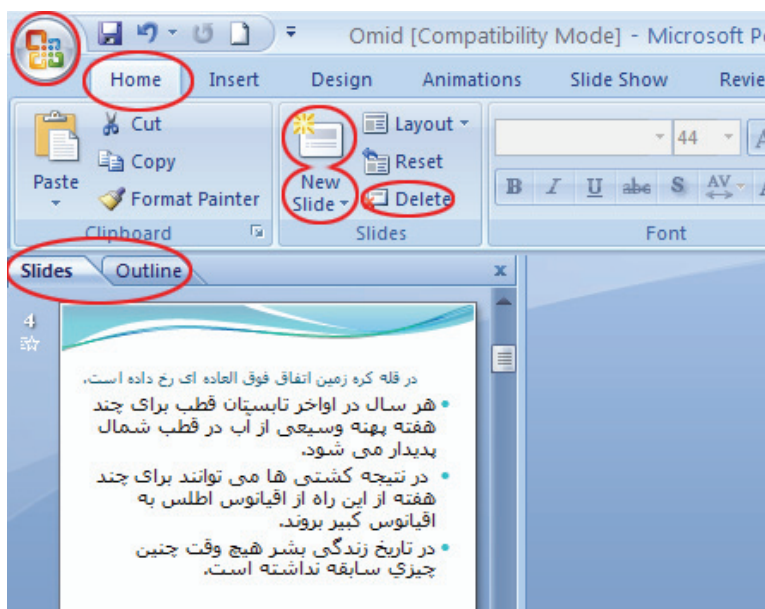 Omid [Compatibility Mode] - Microsoft P
Home Insert Design Animations Slide Show Revie
Paste
Cut
Copy
Format Painter
Clipboard
New
Slide
Layout
Reset
Delete
Slides
44
B I U abc S AV
Font
Slides Outline x
4
در قله کره زمین اتفاق فوق العاده ای رخ داده است.
• هر سال در اواخر تابستان قطب برای چند
هفته پهنه وسیعی از آب در قطب شمال
پدیدار می شود.
• در نتیجه کشتی ها می توانند برای چند
هفته از این راه از اقیانوس اطلس به
اقیانوس کبیر بروند.
• در تاریخ زندگی بشر هیچ وقت چنین
چیزي سابقه نداشته است.